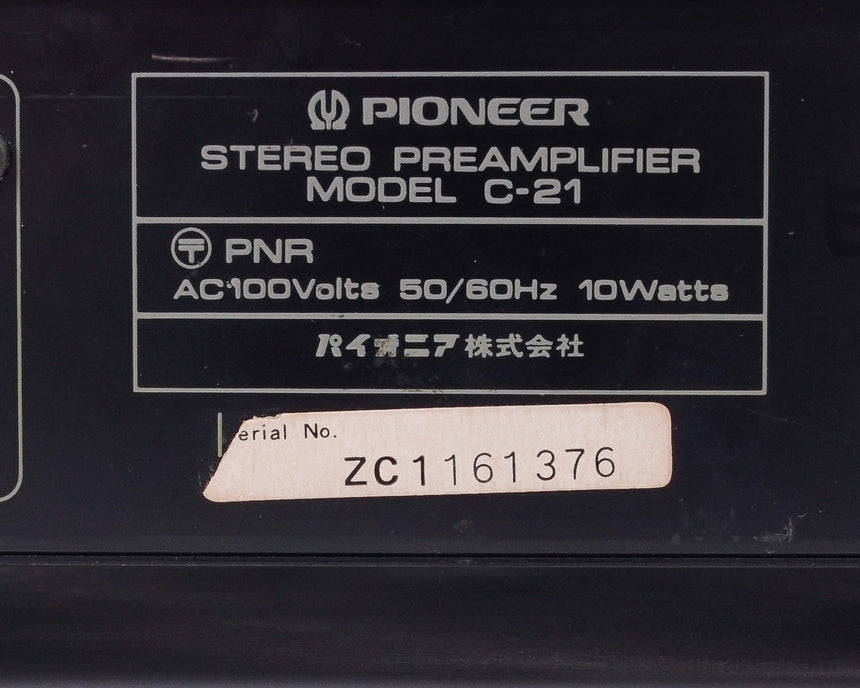 PIONEER
STEREO PREAMPLIFIER
MODEL C-21
PNR
AC100Volts 50/60Hz 10Watts
パイオニア株式会社
erial No.
ZC1161376